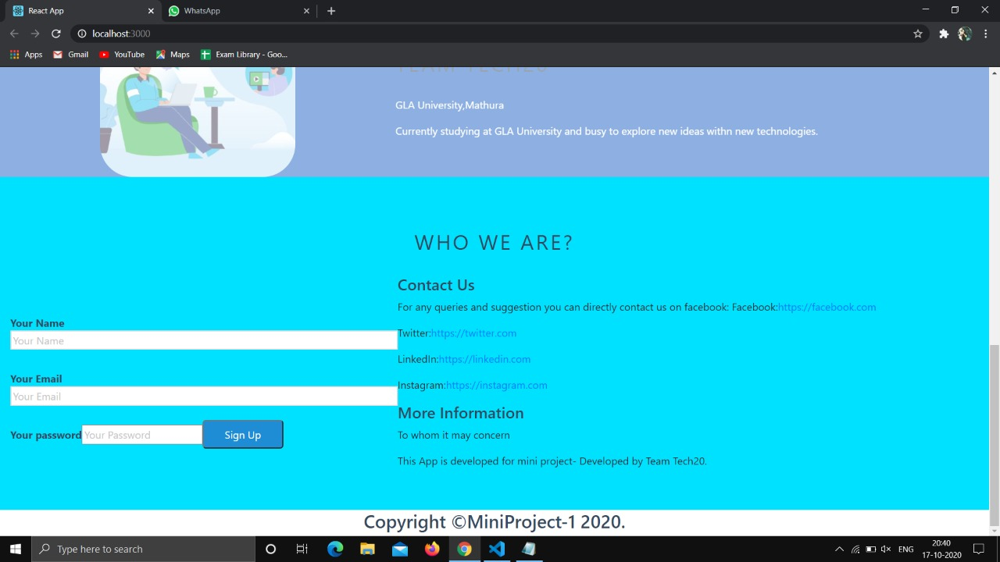 React App
WhatsApp
localhost:3000
Apps
Gmail
YouTube
Maps
Exam Library - Goo...
TEAM TECH20
GLA University,Mathura
Currently studying at GLA University and busy to explore new ideas withn new technologies.
WHO WE ARE?
Your Name
Your Name
Your Email
Your Email
Your password Your Password Sign Up
Contact Us
For any queries and suggestion you can directly contact us on facebook: Facebook:https://facebook.com
Twitter:https://twitter.com
LinkedIn:https://linkedin.com
Instagram:https://instagram.com
More Information
To whom it may concern
This App is developed for mini project- Developed by Team Tech20.
Copyright ©MiniProject-1 2020.
Type here to search
ENG
20:40
17-10-2020